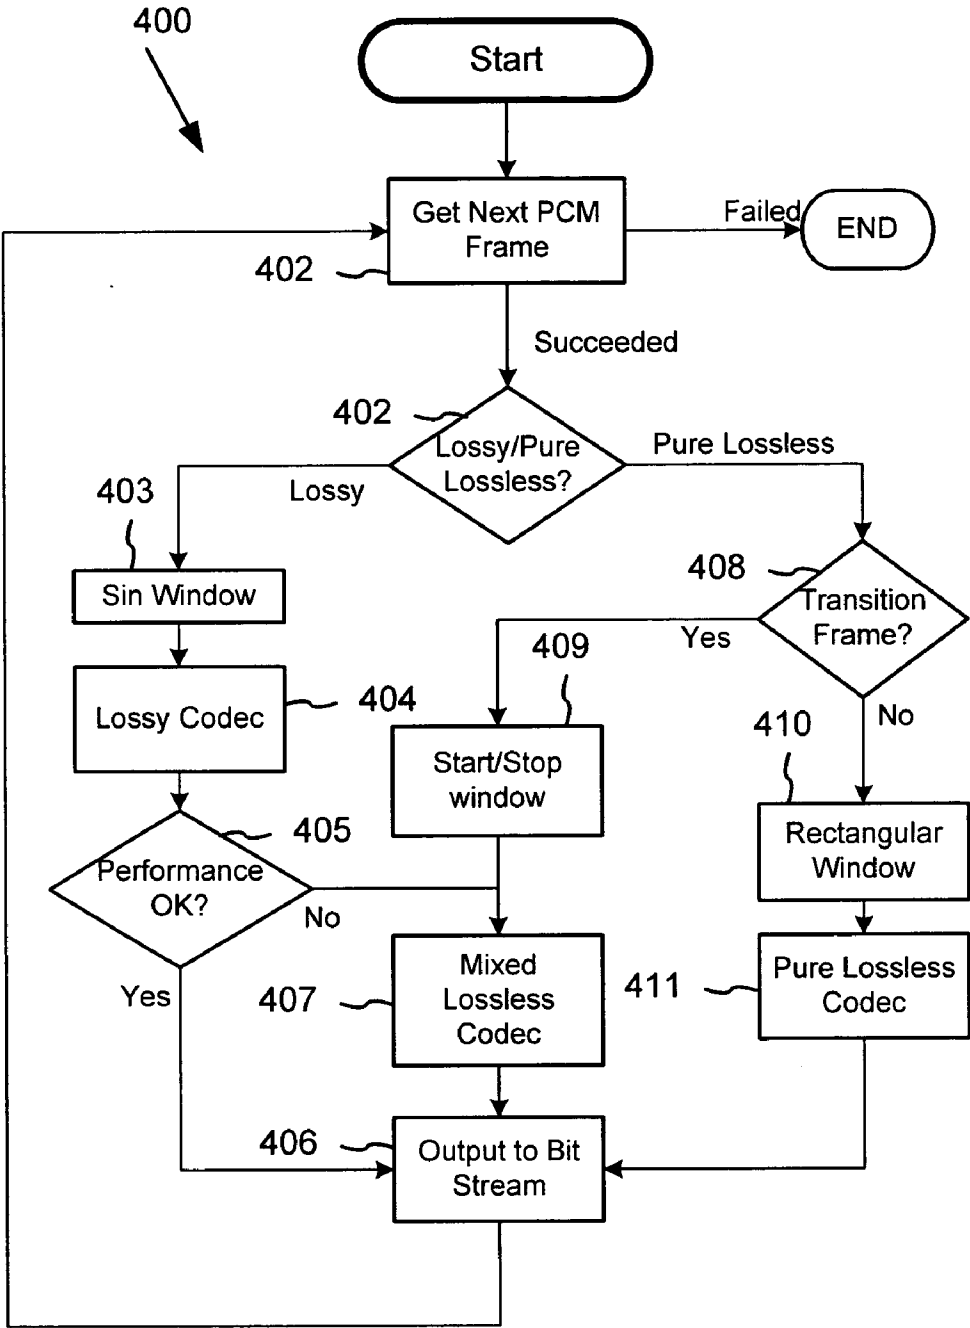 400
Start
Get Next PCM
Frame
402
Failed
END
Succeeded
402
Lossy/Pure
Lossless?
Lossy
Pure Lossless
403
Sin Window
408
Transition
Frame?
Yes
No
404
Lossy Codec
409
Start/Stop
window
410
Rectangular
Window
405
Performance
OK?
No
Yes
407
Mixed
Lossless
Codec
411
Pure Lossless
Codec
406
Output to Bit
Stream